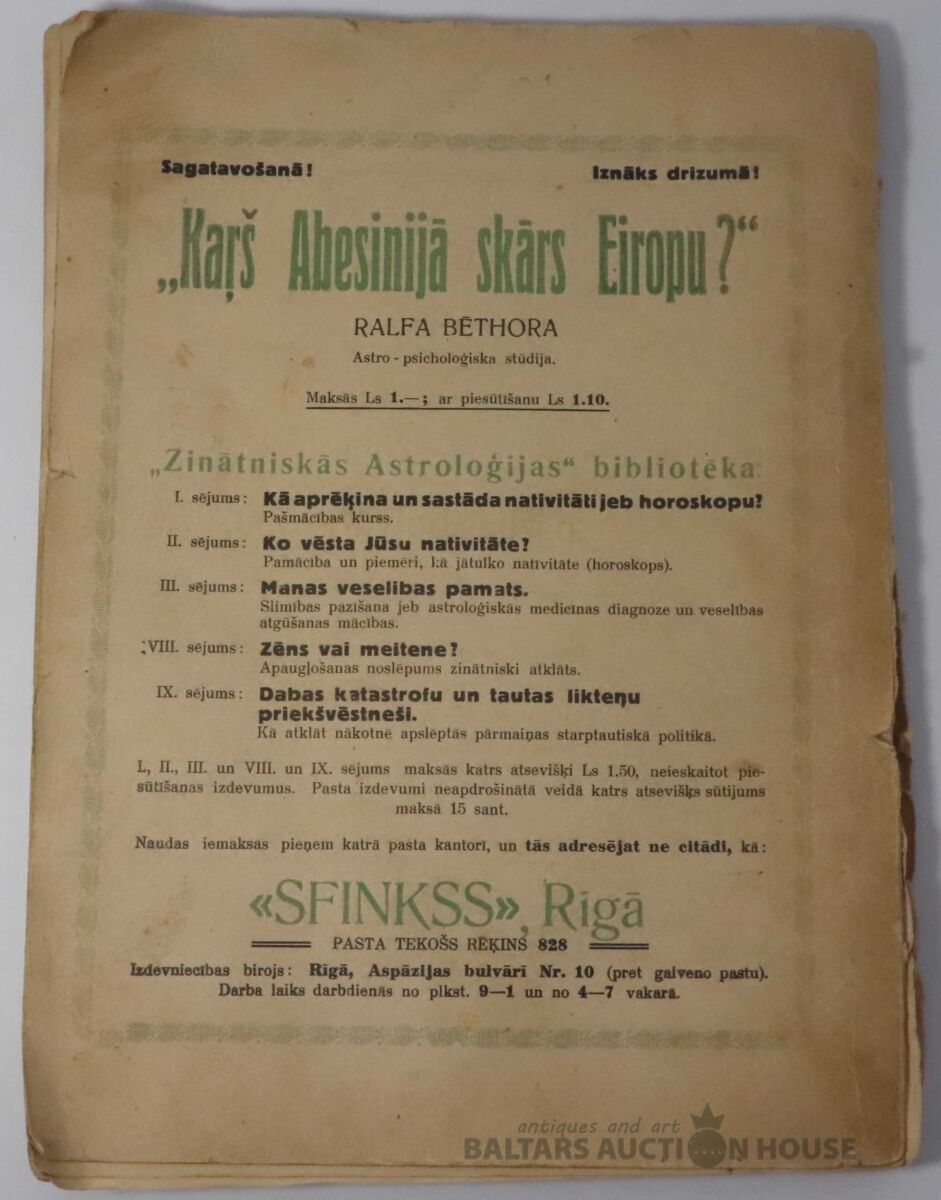 Sagatavošanā! Iznāks drizumā!
„Kaŗš Abesinijā skārs Eiropu?“
RALFA BĒTHORA
Astro - psicholoģiska stūdija.
Maksās Ls 1.—; ar piesūtīšanu Ls 1.10.
„Zinātniskās Astroloģijas“ bibliotēka:
I. sējums: Kā aprēķina un sastāda nativitāti jeb horoskopu?
Pašmācības kurss.
II. sējums: Ko vēsta Jūsu nativitāte?
Pamācība un piemēri, kā jātulko nativitāte (horoskops).
III. sējums: Manas veselības pamats.
Slimības pazīšana jeb astroloģiskās medicinas diagnoze un veselības
atgūšanas mācības.
VIII. sējums: Zēns vai meitene?
Apaugļošanas noslēpums zinātniski atklāts.
IX. sējums: Dabas katastrofu un tautas likteņu
priekšvēstneši.
Kā atklāt nākotnē apslēptās pārmaiņas starptautiskā politikā.
I., II., III. un VIII. un IX. sējums maksās katrs atsevišķi Ls 1.50, neieskaitot pie-
sūtīšanas izdevumus. Pasta izdevumi neapdrošinātā veidā katrs atsevišķs sūtijums
maksā 15 sant.
Naudas iemaksas pieņem katrā pasta kantorī, un tās adresējat ne citādi, kā:
«SFINKSS», Rīgā
PASTA TEKOŠS RĒĶINS 828
Izdevniecības birojs: Rīgā, Aspāzijas bulvārī Nr. 10 (pret galveno pastu).
Darba laiks darbdienās no plkst. 9—1 un no 4—7 vakarā.
antiques and art
BALTARS AUCTION HOUSE